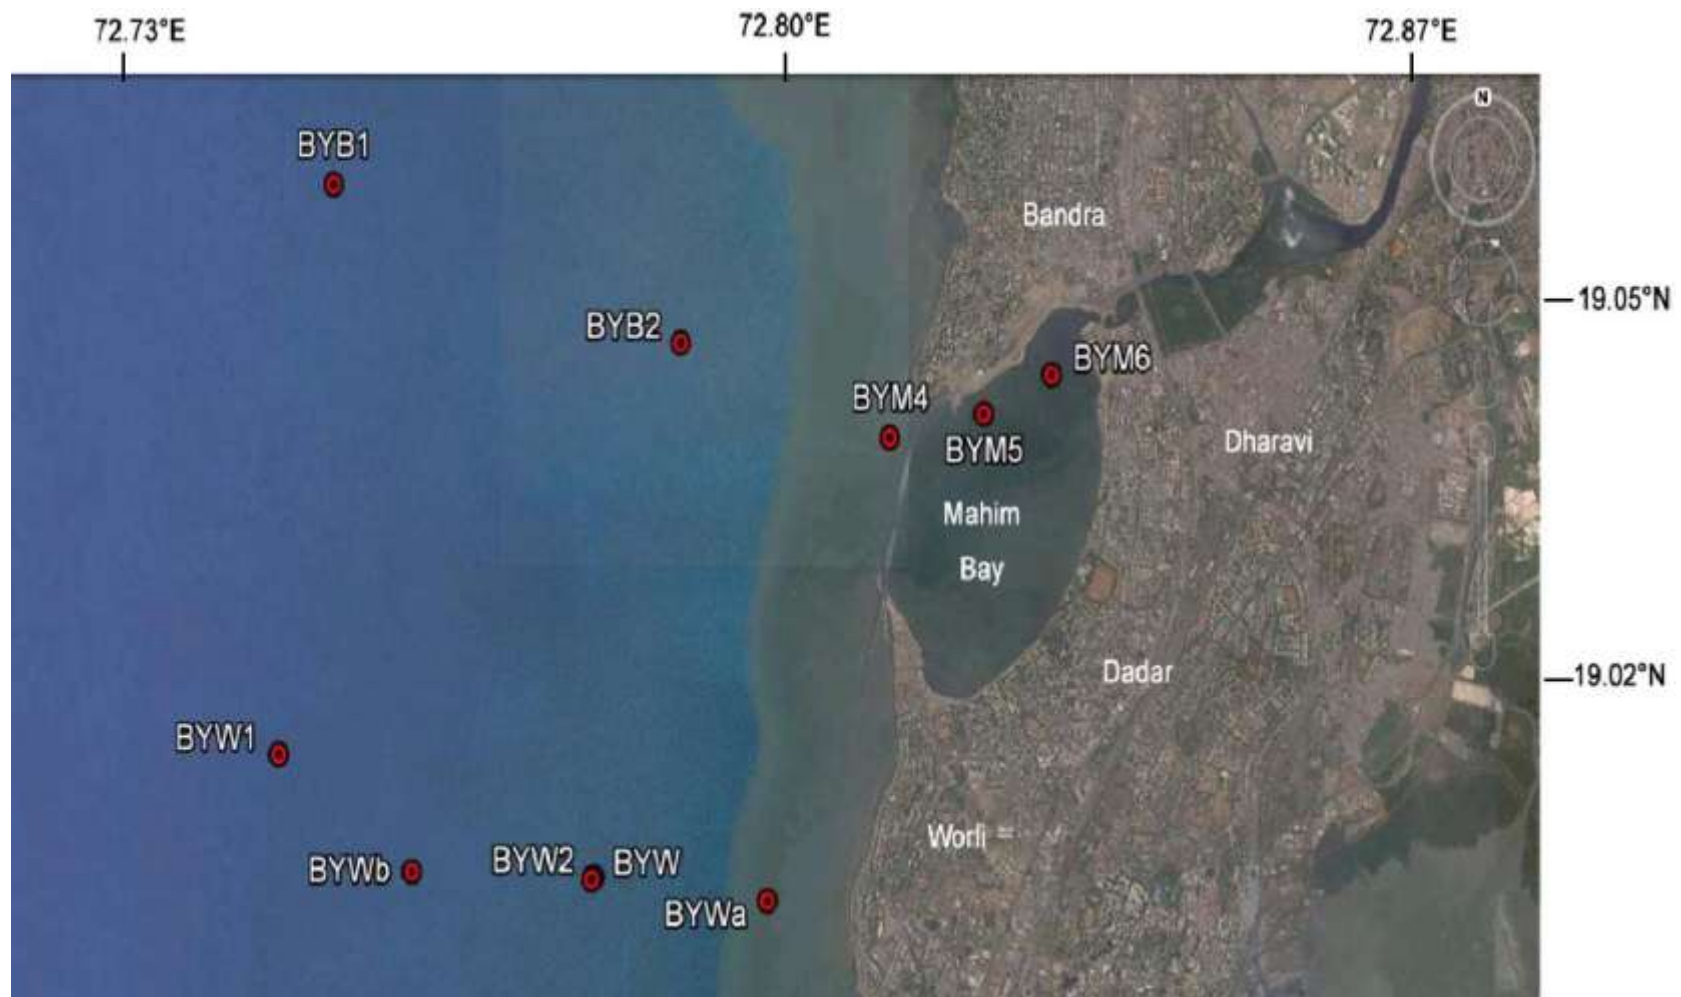 72.73°E
72.80°E
72.87°E
N
BYB1
Bandra
19.05°N
BYB2
BYM6
BYM4
BYM5
Dharavi
Mahim
Bay
Dadar
19.02°N
BYW1
Worli
BYWb
BYW2
BYW
BYWa